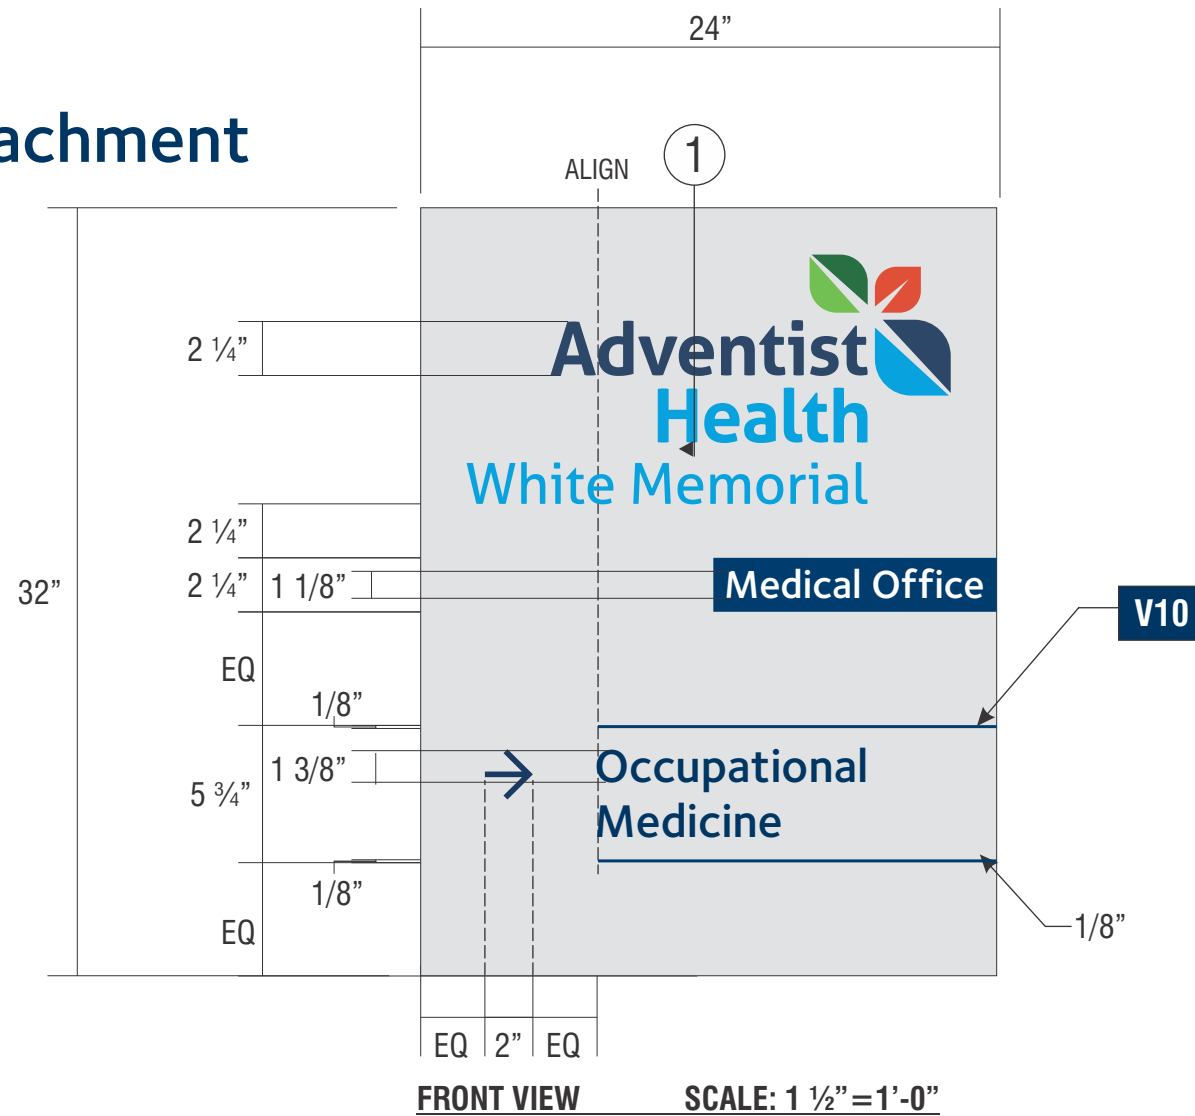 24”
achment
ALIGN
1
2 ¼”
Adventist
Health
White Memorial
2 ¼”
32”
2 ¼”
1 1/8”
Medical Office
V10
EQ
1/8”
1 3/8”
5 ¾”
Occupational
Medicine
1/8”
EQ
1/8”
EQ
2”
EQ
FRONT VIEW
SCALE: 1 ½”=1’-0”